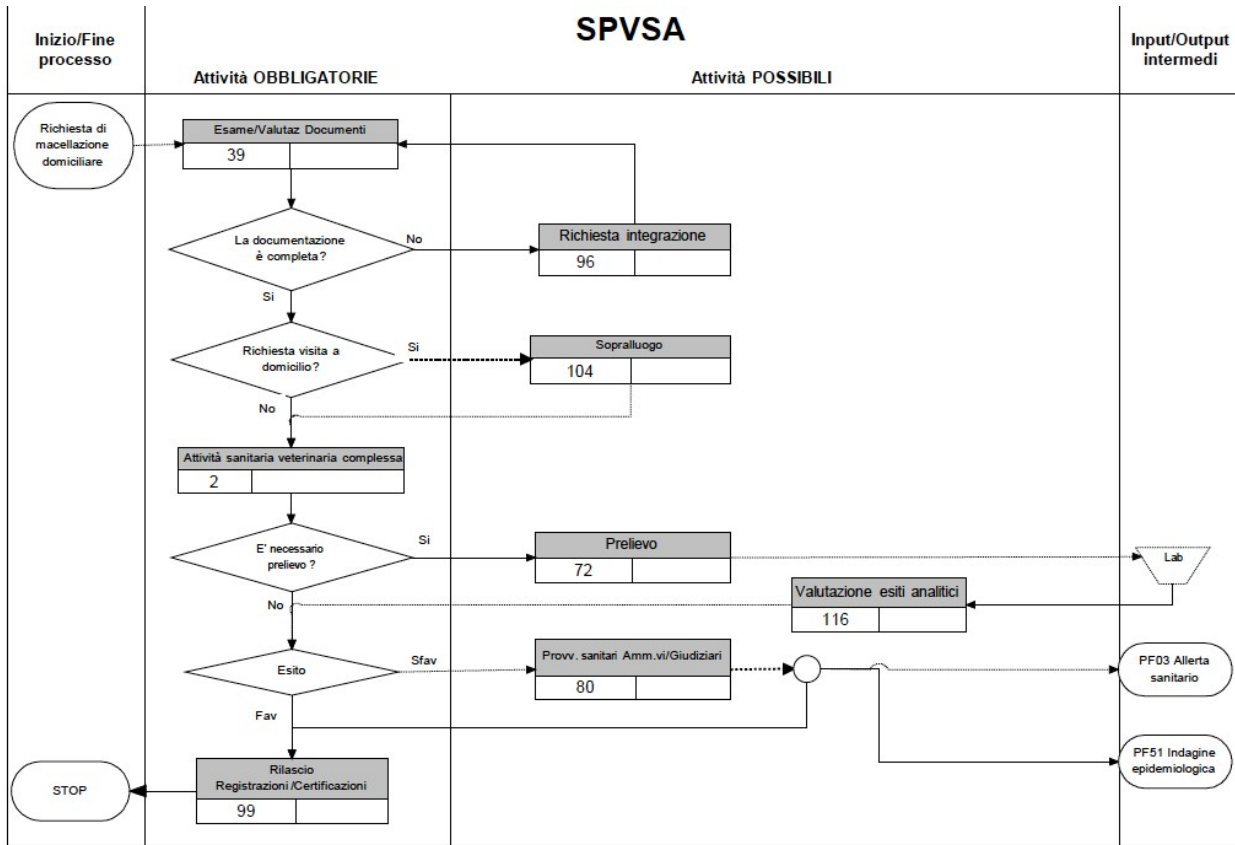 SPVSA
Inizio/Fine
processo
Input/Output
intermedi
Attività OBBLIGATORIE
Attività POSSIBILI
Richiesta di
macellazione
domiciliare
Esame/Valutaz Documenti
39
La documentazione
è completa?
No
Richiesta integrazione
96
Si
Richiesta visita a
domicilio?
Si
Sopralluogo
104
No
Attività sanitaria veterinaria complessa
2
E' necessario
prelievo ?
Si
Prelievo
72
Lab
Valutazione esiti analitici
116
No
Esito
Sfav
Provv. sanitari Amm.vi/Giudiziari
80
PF03 Allerta
sanitario
Fav
PF51 Indagine
epidemiologica
Rilascio
Registrazioni/Certificazioni
99
STOP